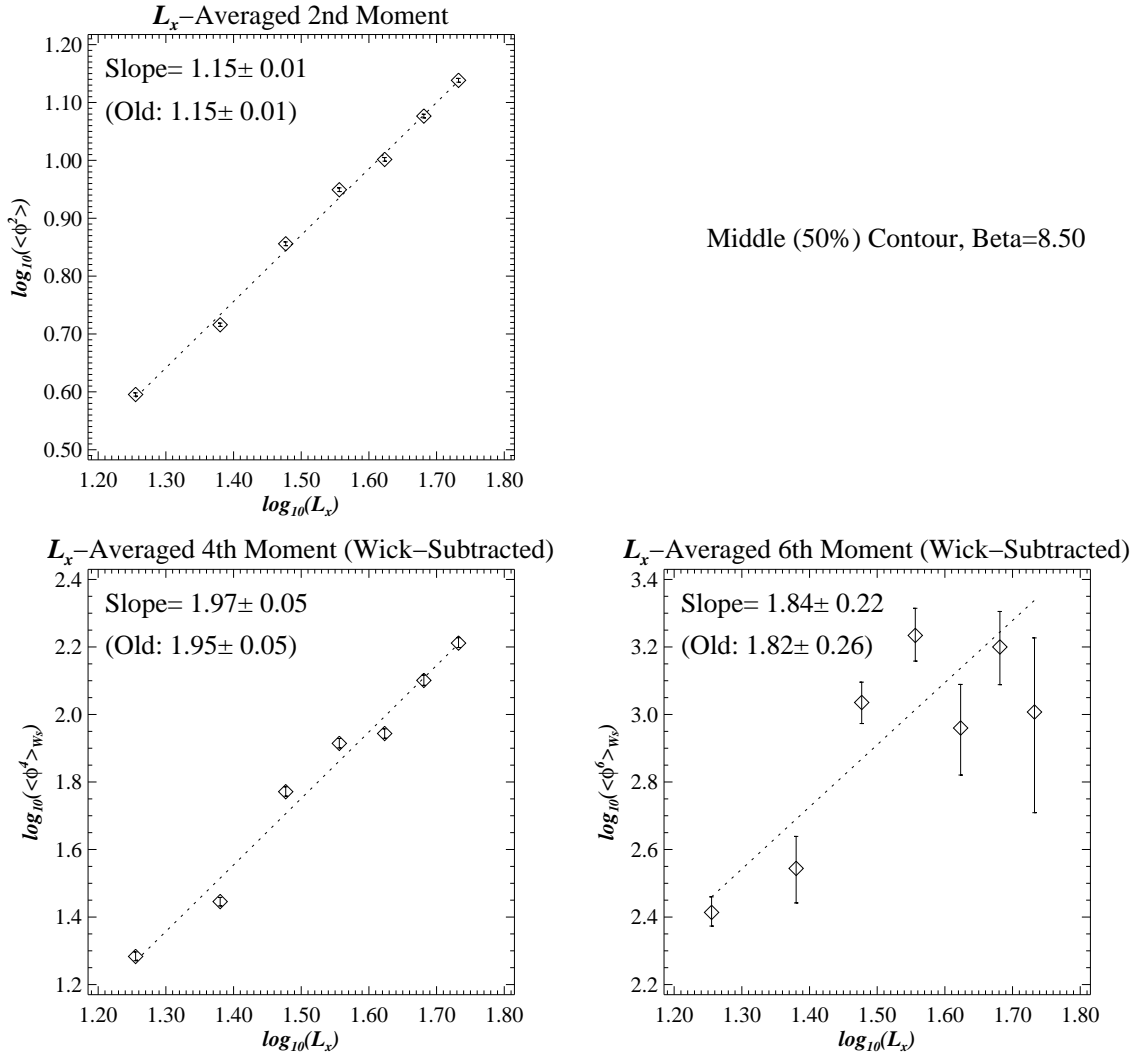 L_x−Averaged 2nd Moment
Slope= 1.15± 0.01
(Old: 1.15± 0.01)
1.20
1.10
1.00
0.90
0.80
0.70
0.60
0.50
log10(<ϕ^2>)
1.20 1.30 1.40 1.50 1.60 1.70 1.80
log10(L_x)
Middle (50%) Contour, Beta=8.50
L_x−Averaged 4th Moment (Wick−Subtracted)
Slope= 1.97± 0.05
(Old: 1.95± 0.05)
2.4
2.2
2.0
1.8
1.6
1.4
1.2
log10(<ϕ^4>_Ws)
1.20 1.30 1.40 1.50 1.60 1.70 1.80
log10(L_x)
L_x−Averaged 6th Moment (Wick−Subtracted)
Slope= 1.84± 0.22
(Old: 1.82± 0.26)
3.4
3.2
3.0
2.8
2.6
2.4
2.2
log10(<ϕ^6>_Ws)
1.20 1.30 1.40 1.50 1.60 1.70 1.80
log10(L_x)